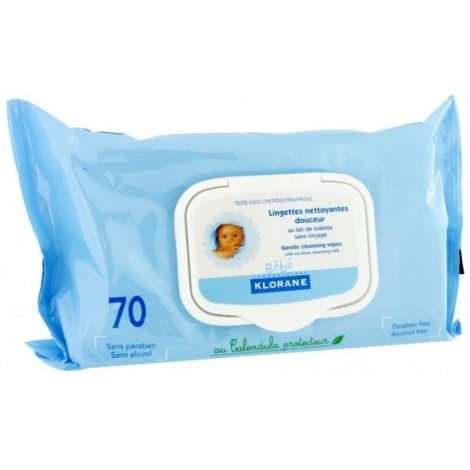 TESTÉ SOUS CONTRÔLE PÉDIATRIQUE
Lingettes nettoyantes
douceur
au lait de toilette
sans rinçage
Gentle cleansing wipes
with no-rinse cleansing milk
Bébé
LABORATOIRES
KLORANE
70
Sans paraben
Sans alcool
au Calendula protecteur
Paraben free
Alcohol free